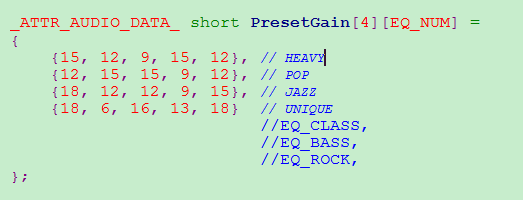 _ATTR_AUDIO_DATA_ short PresetGain[4][EQ_NUM] =
{
{15, 12, 9, 15, 12}, // HEAVY
{12, 15, 15, 9, 12}, // POP
{18, 12, 12, 9, 15}, // JAZZ
{18, 6, 16, 13, 18} // UNIQUE
//EQ_CLASS,
//EQ_BASS,
//EQ_ROCK,
};